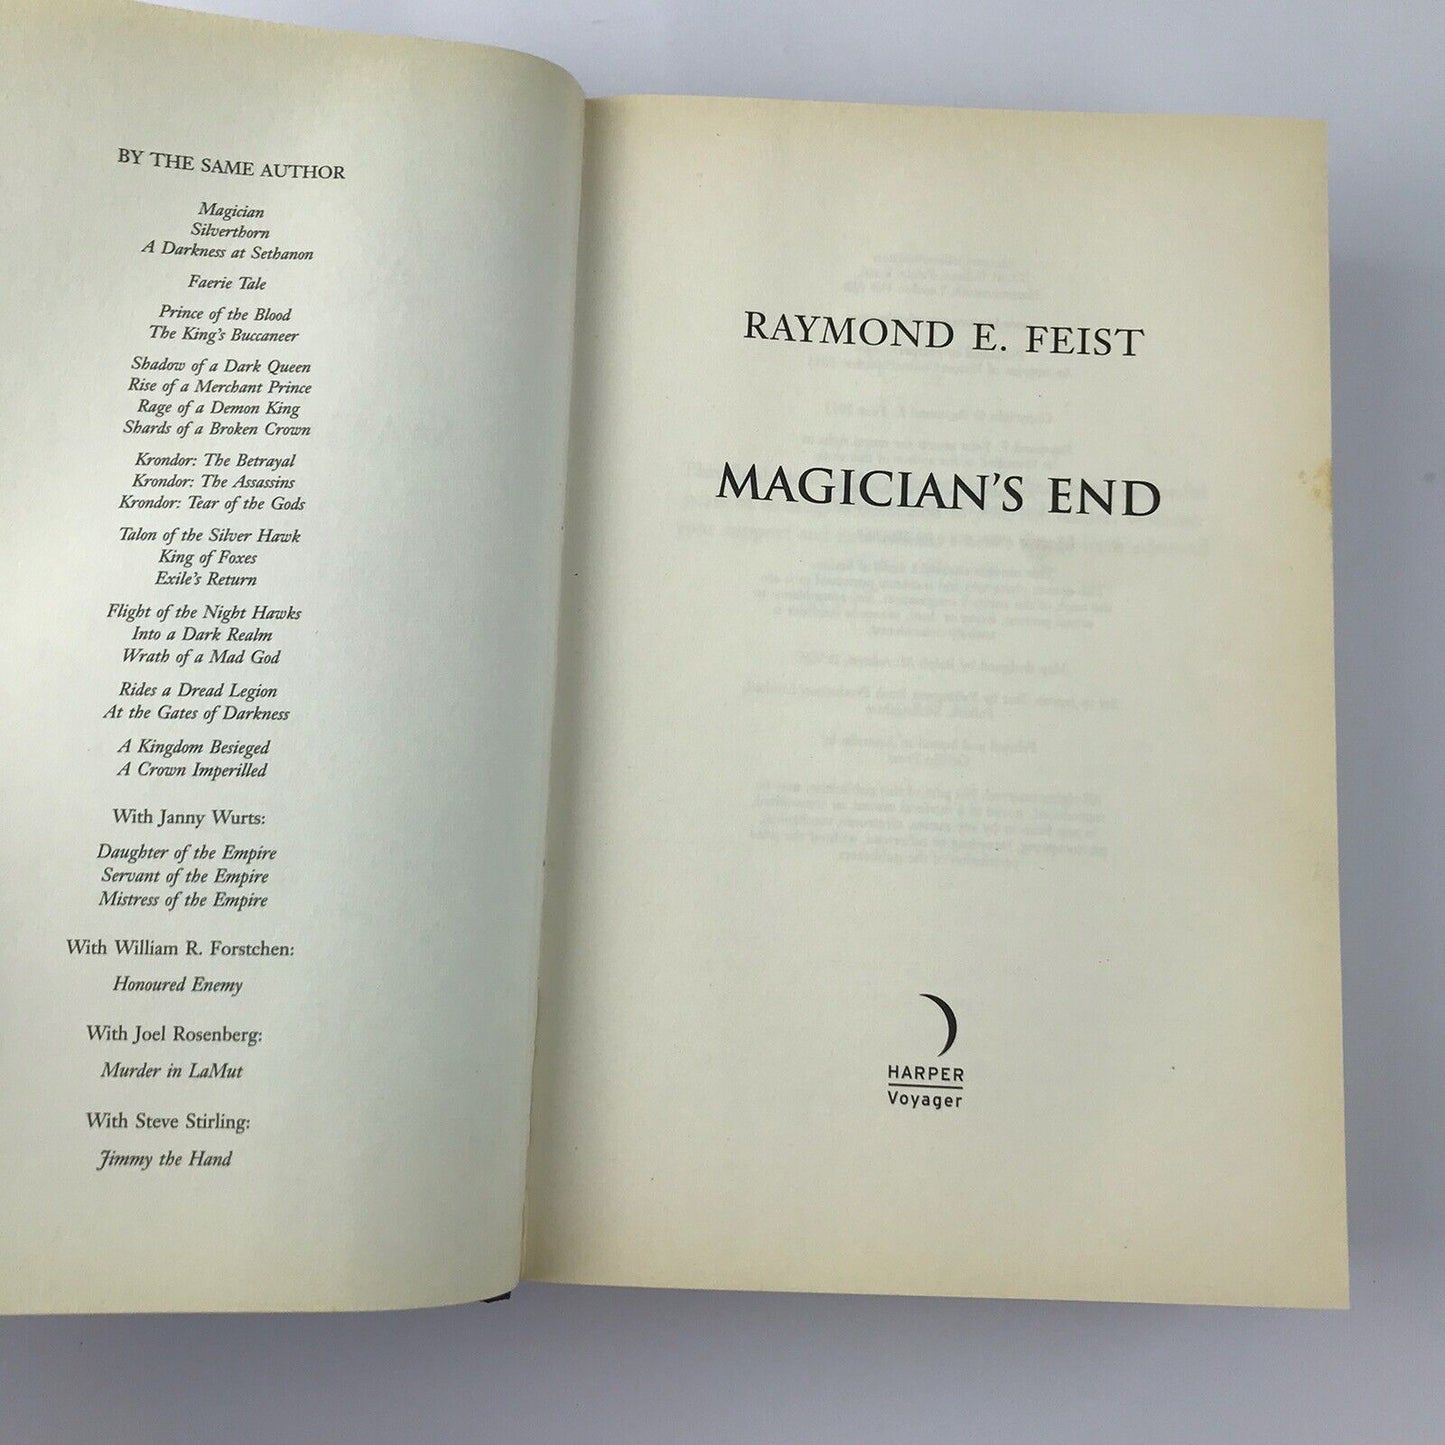 BY THE SAME AUTHOR
Magician
Silverthorn
A Darkness at Sethanon
Faerie Tale
Prince of the Blood
The King's Buccaneer
Shadow of a Dark Queen
Rise of a Merchant Prince
Rage of a Demon King
Shards of a Broken Crown
Krondor: The Betrayal
Krondor: The Assassins
Krondor: Tear of the Gods
Talon of the Silver Hawk
King of Foxes
Exile's Return
Flight of the Night Hawks
Into a Dark Realm
Wrath of a Mad God
Rides a Dread Legion
At the Gates of Darkness
A Kingdom Besieged
A Crown Imperilled
With Janny Wurts:
Daughter of the Empire
Servant of the Empire
Mistress of the Empire
With William R. Forstchen:
Honoured Enemy
With Joel Rosenberg:
Murder in LaMut
With Steve Stirling:
Jimmy the Hand
RAYMOND E. FEIST
MAGICIAN'S END
HARPER
Voyager